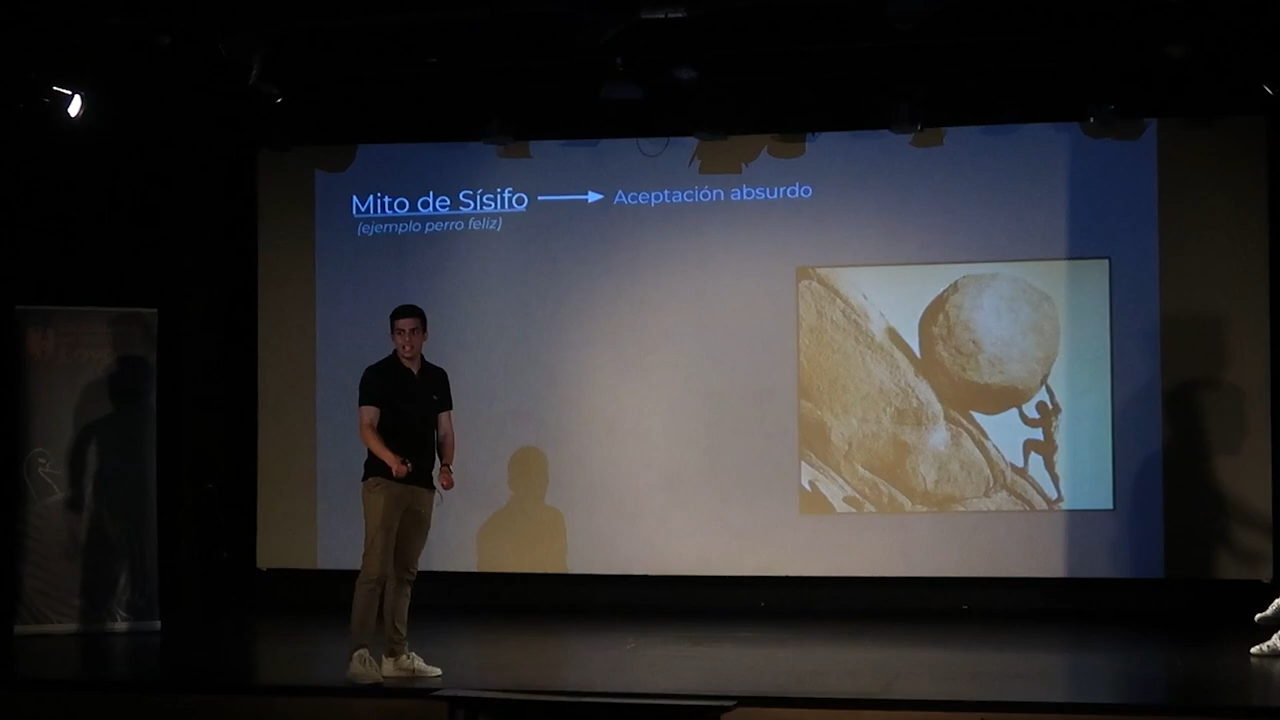 Mito de Sísifo → Aceptación absurdo
(ejemplo perro feliz)